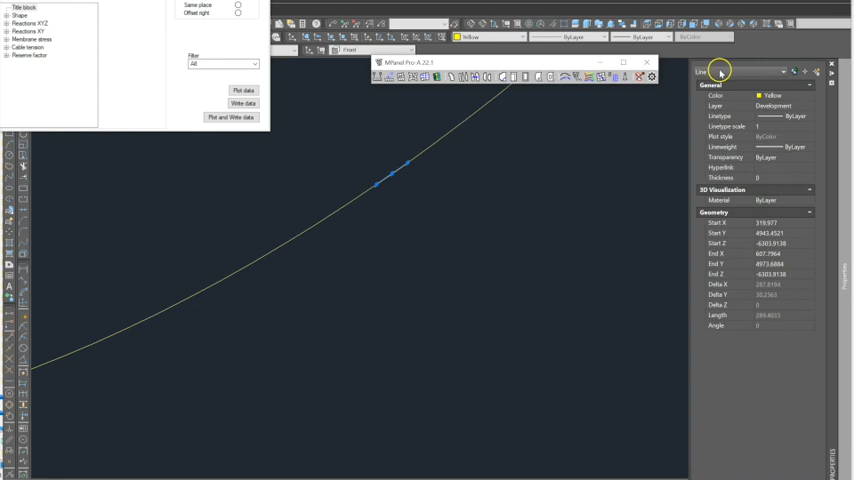 Title block
Shape
Reactions XYZ
Reactions XY
Membrane stress
Cable tension
Reserve factor
Same place
Offset right
Filter
All
Plot data
Write data
Plot and Write data
Front
Yellow
ByLayer
ByLayer
ByColor
MPanel Pro-A 22.1
Line
General
Color Yellow
Layer Development
Linetype ByLayer
Linetype scale 1
Plot style ByColor
Lineweight ByLayer
Transparency ByLayer
Hyperlink
Thickness 0
3D Visualization
Material ByLayer
Geometry
Start X 319.977
Start Y 4943.4521
Start Z -6303.9138
End X 607.7964
End Y 4973.6884
End Z -6303.9138
Delta X 287.8194
Delta Y 30.2363
Delta Z 0
Length 289.4033
Angle 0
Properties
PROPERTIES